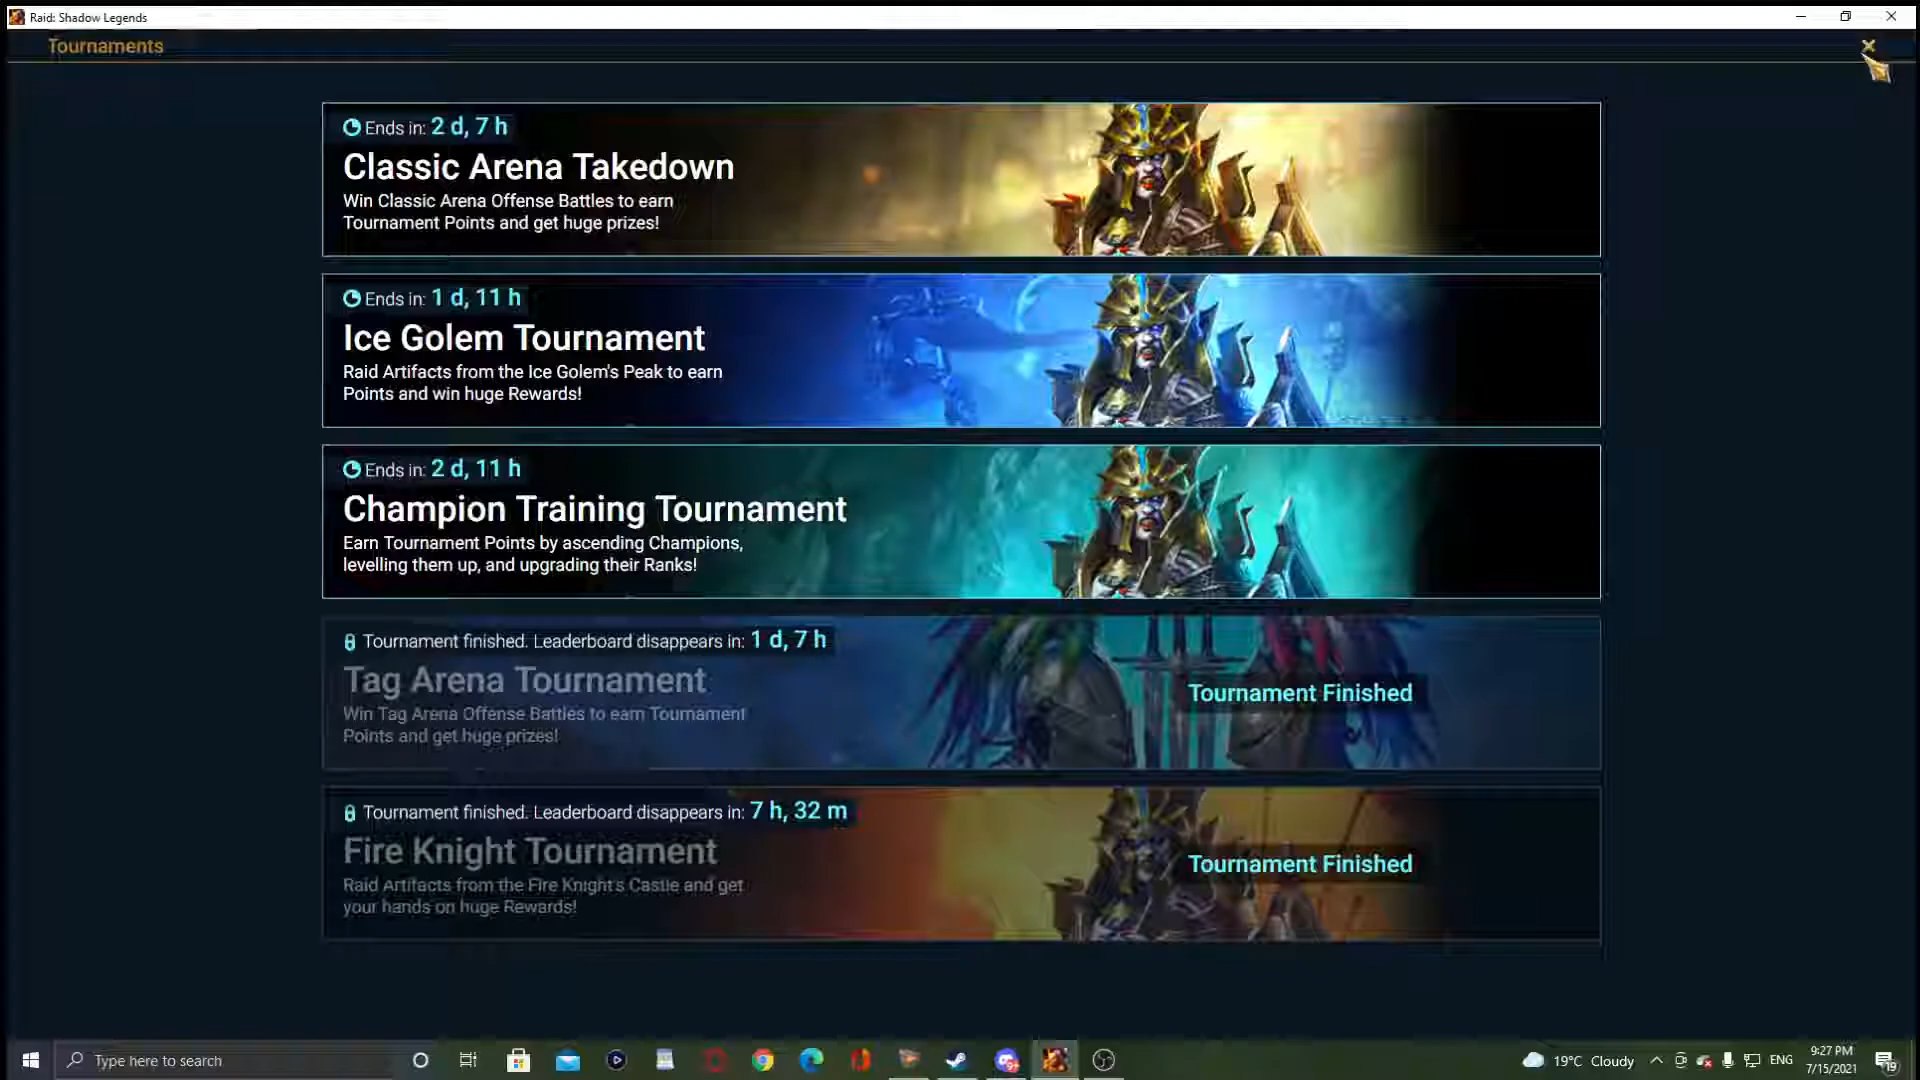 Raid: Shadow Legends
Tournaments
Ends in: 2 d, 7 h
Classic Arena Takedown
Win Classic Arena Offense Battles to earn
Tournament Points and get huge prizes!
Ends in: 1 d, 11 h
Ice Golem Tournament
Raid Artifacts from the Ice Golem's Peak to earn
Points and win huge Rewards!
Ends in: 2 d, 11 h
Champion Training Tournament
Earn Tournament Points by ascending Champions,
levelling them up, and upgrading their Ranks!
Tournament finished. Leaderboard disappears in: 1 d, 7 h
Tag Arena Tournament
Win Tag Arena Offense Battles to earn Tournament
Points and get huge prizes!
Tournament Finished
Tournament finished. Leaderboard disappears in: 7 h, 32 m
Fire Knight Tournament
Raid Artifacts from the Fire Knight's Castle and get
your hands on huge Rewards!
Tournament Finished
Type here to search
9+
19°C Cloudy
ENG
9:27 PM
7/15/2021
19